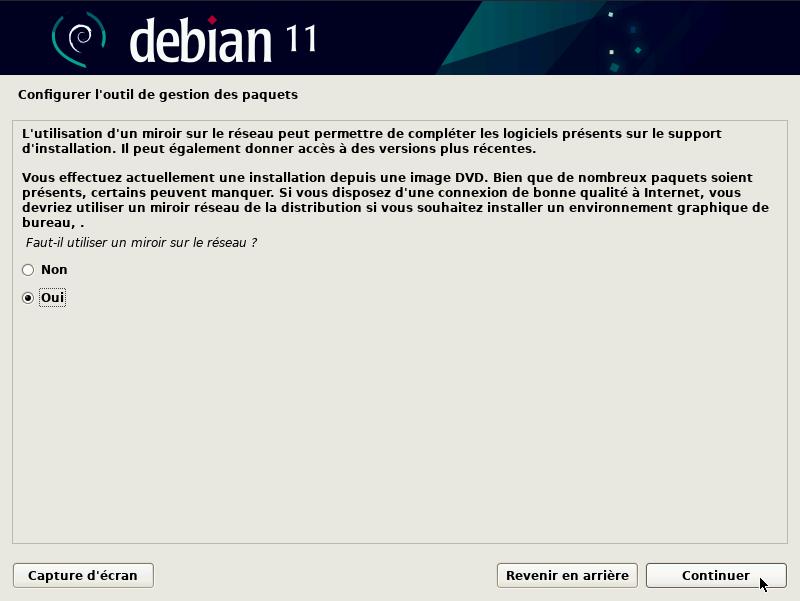 debian 11
Configurer l'outil de gestion des paquets
L'utilisation d'un miroir sur le réseau peut permettre de compléter les logiciels présents sur le support
d'installation. Il peut également donner accès à des versions plus récentes.
Vous effectuez actuellement une installation depuis une image DVD. Bien que de nombreux paquets soient
présents, certains peuvent manquer. Si vous disposez d'une connexion de bonne qualité à Internet, vous
devriez utiliser un miroir réseau de la distribution si vous souhaitez installer un environnement graphique de
bureau, .
Faut-il utiliser un miroir sur le réseau ?
Non
Oui
Capture d'écran
Revenir en arrière
Continuer